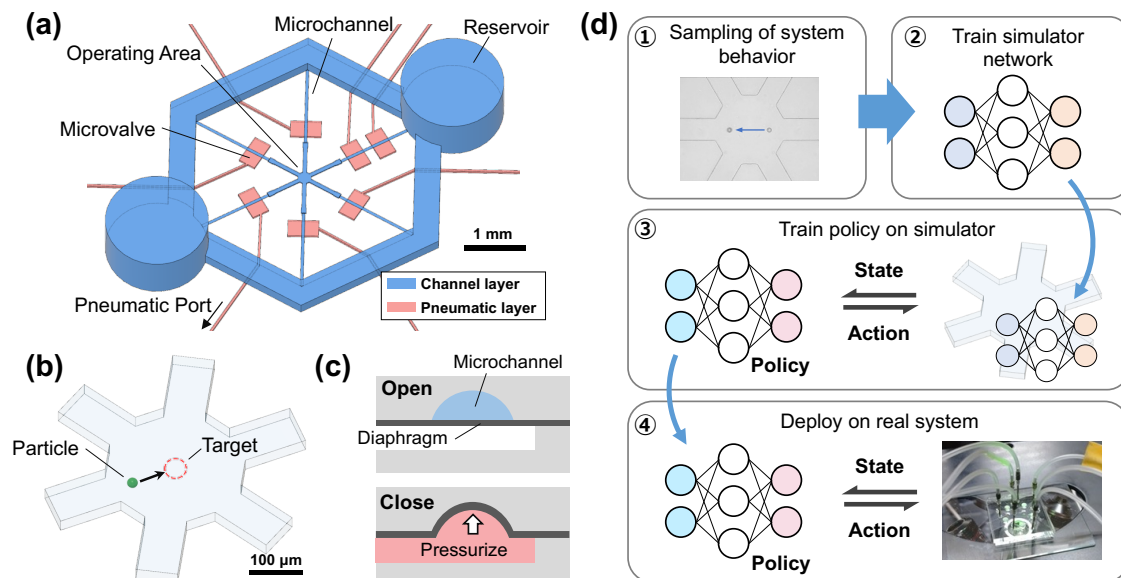 (a)
Microchannel
Reservoir
Operating Area
Microvalve
1 mm
Channel layer
Pneumatic layer
Pneumatic Port
(b)
Particle
Target
100 µm
(c)
Microchannel
Open
Diaphragm
Close
Pressurize
(d)
①
Sampling of system
behavior
②
Train simulator
network
③
Train policy on simulator
State
Action
Policy
④
Deploy on real system
State
Action
Policy